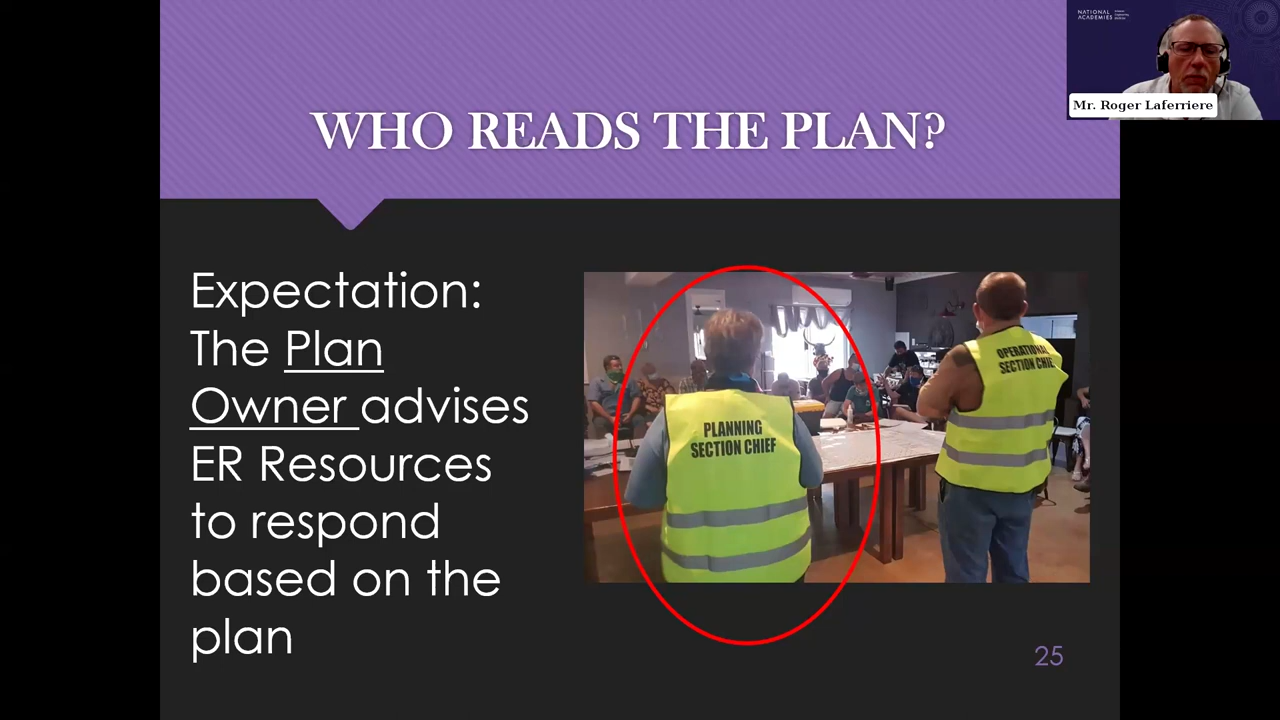 NATIONAL
ACADEMIES
Mr. Roger Laferriere
WHO READS THE PLAN?
Expectation:
The Plan
Owner advises
ER Resources
to respond
based on the
plan
PLANNING
SECTION CHIEF
OPERATIONAL
SECTION CHIE
25